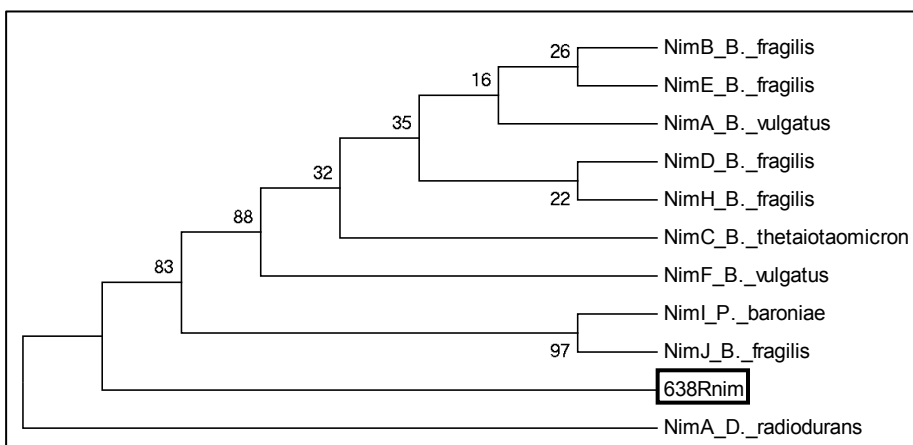 NimB_B._fragilis
26
NimE_B._fragilis
16
NimA_B._vulgatus
35
NimD_B._fragilis
32
22
NimH_B._fragilis
88
NimC_B._thetaiotaomicron
83
NimF_B._vulgatus
NimI_P._baroniae
97
NimJ_B._fragilis
638Rnim
NimA_D._radiodurans